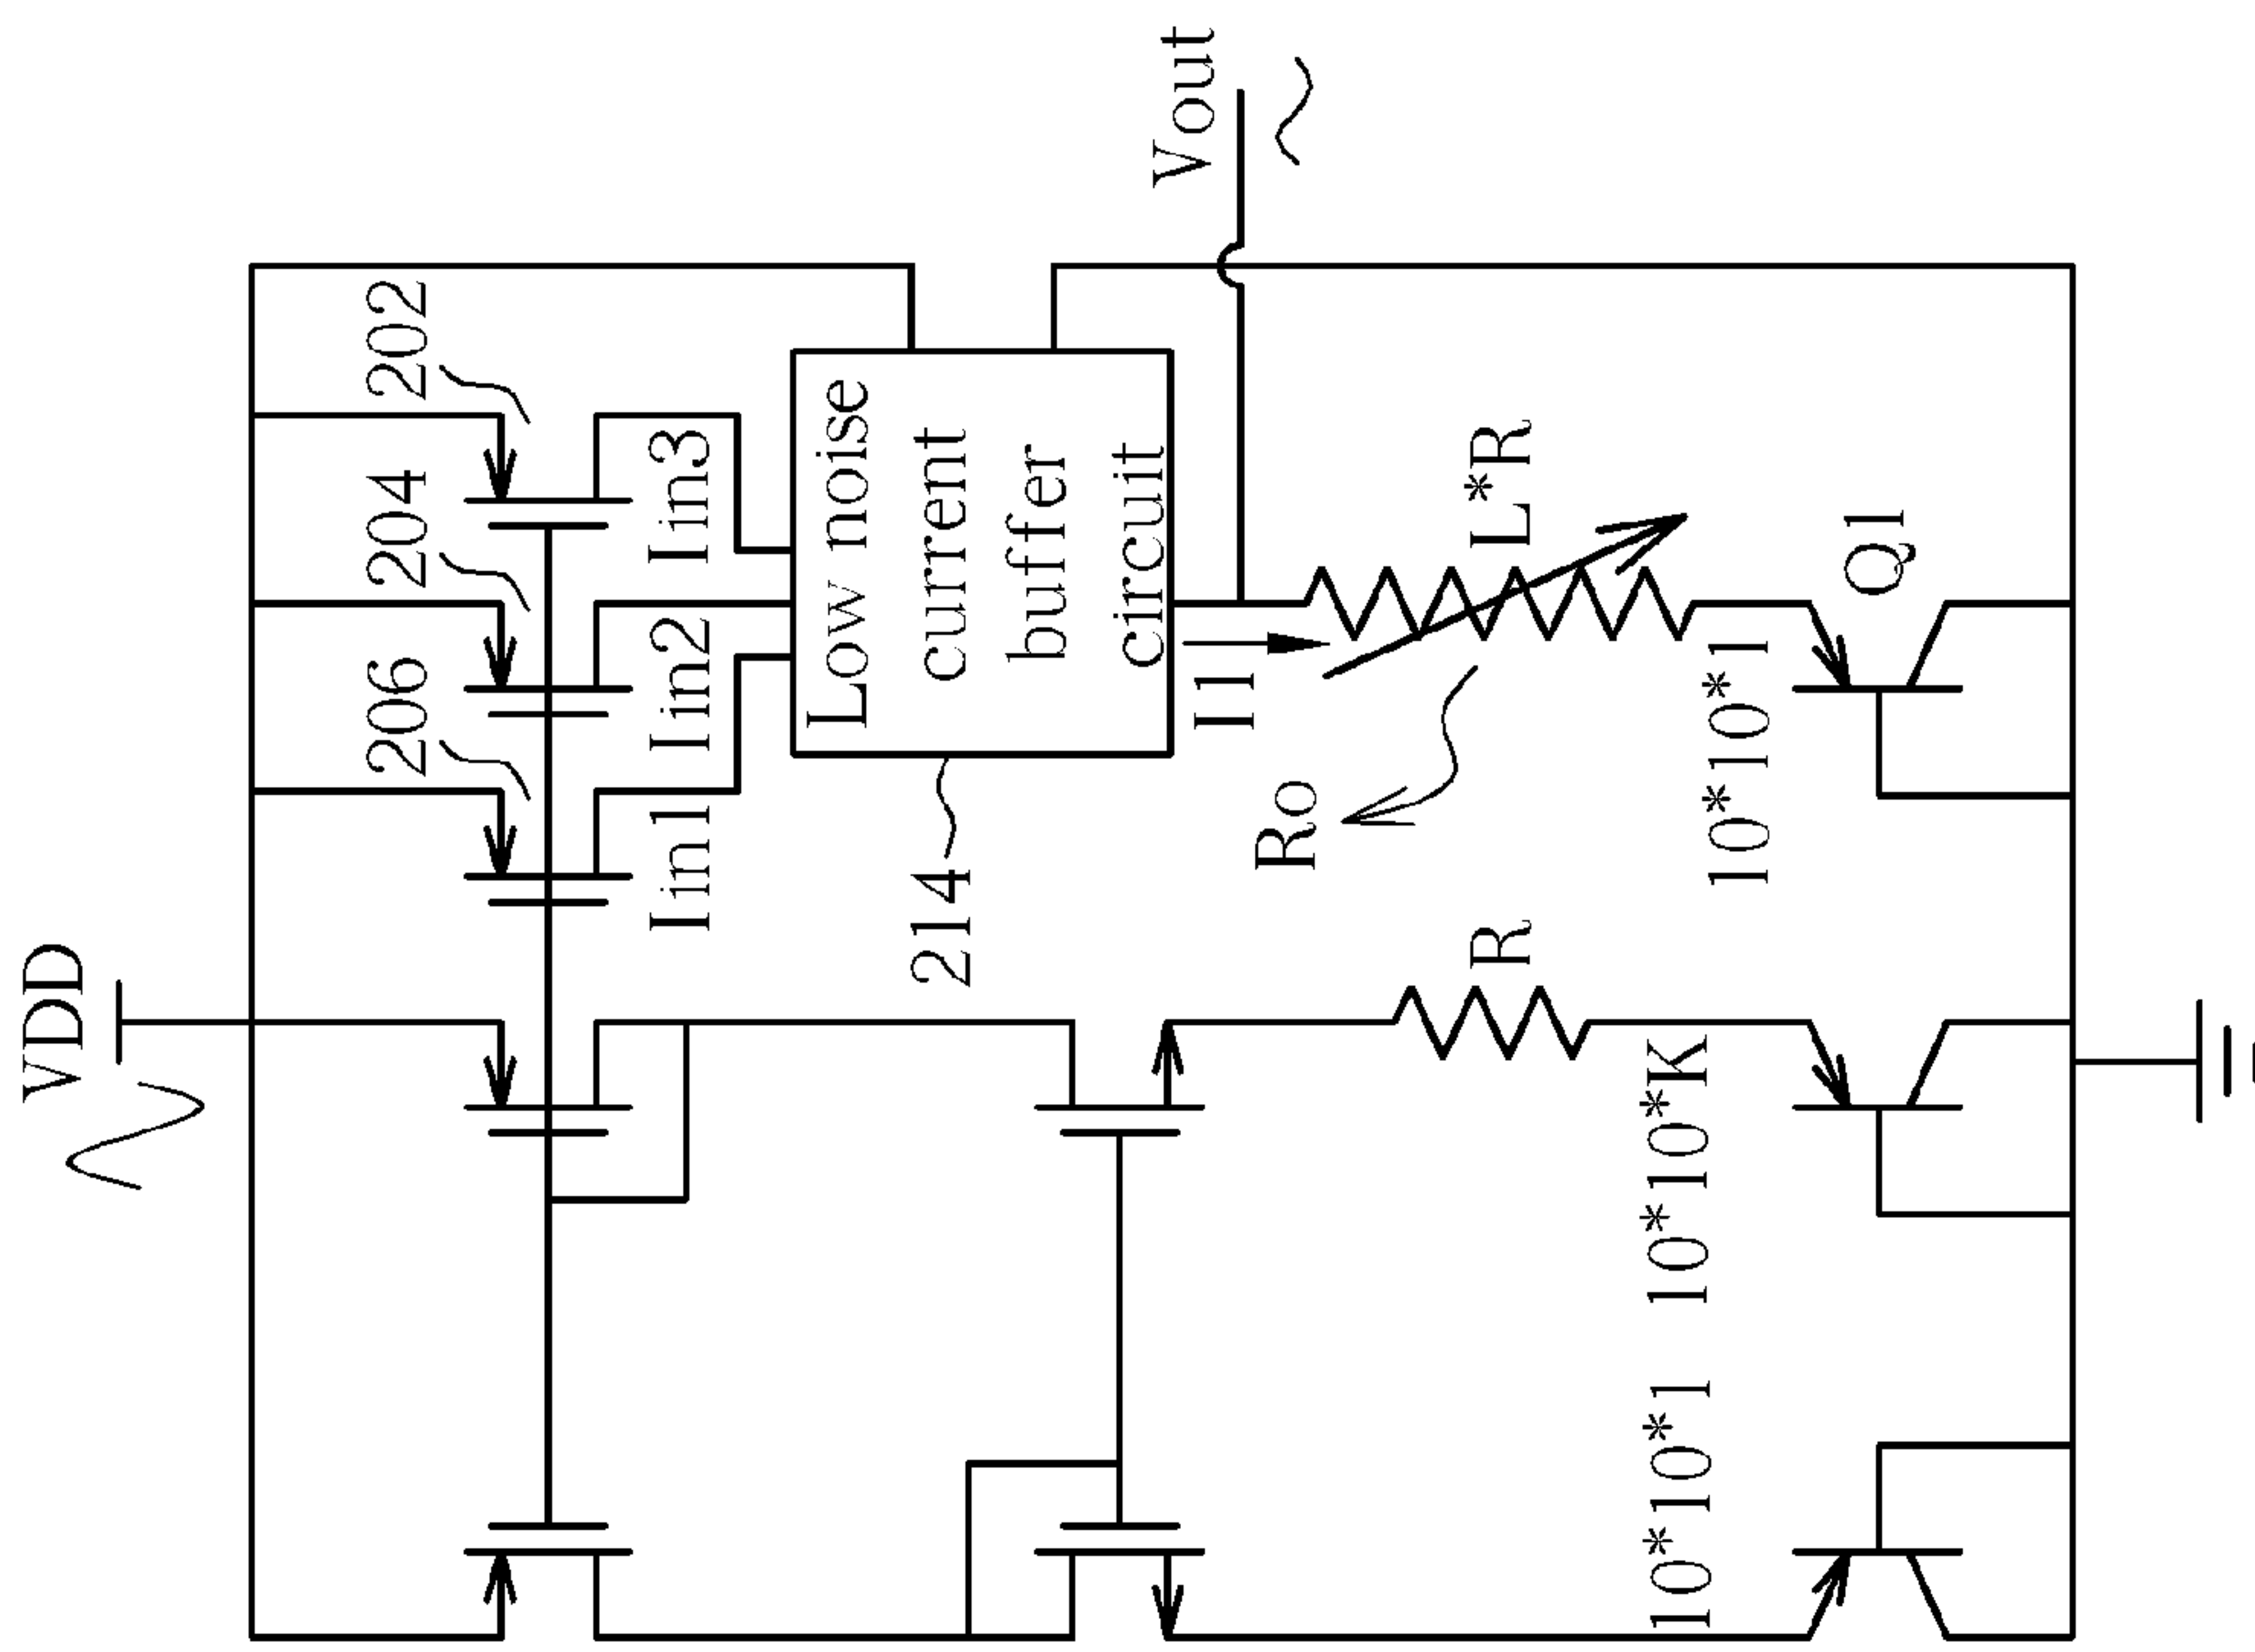 VDD
202
204
206
Iin3
Iin2
Iin1
Low noise
current
buffer
circuit
214
Vout
I1
Ro
L*R
R
10*10*1
Q1
10*10*K
10*10*1